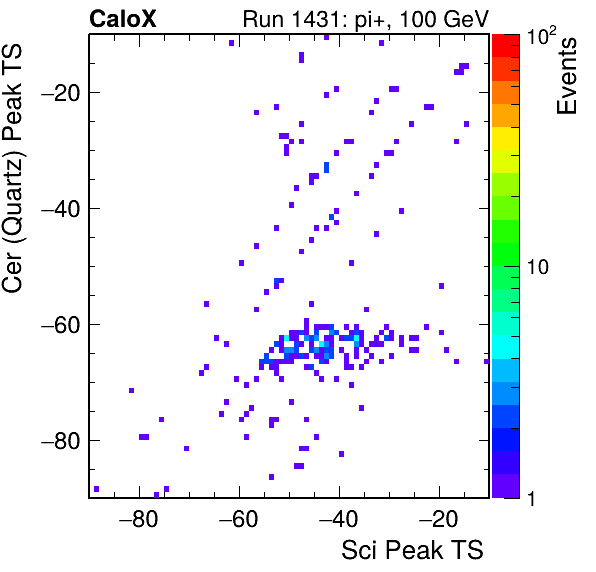 CaloX Run 1431: pi+, 100 GeV
Cer (Quartz) Peak TS
−20
−40
−60
−80
−80 −60 −40 −20
Sci Peak TS
10²
10
1
Events